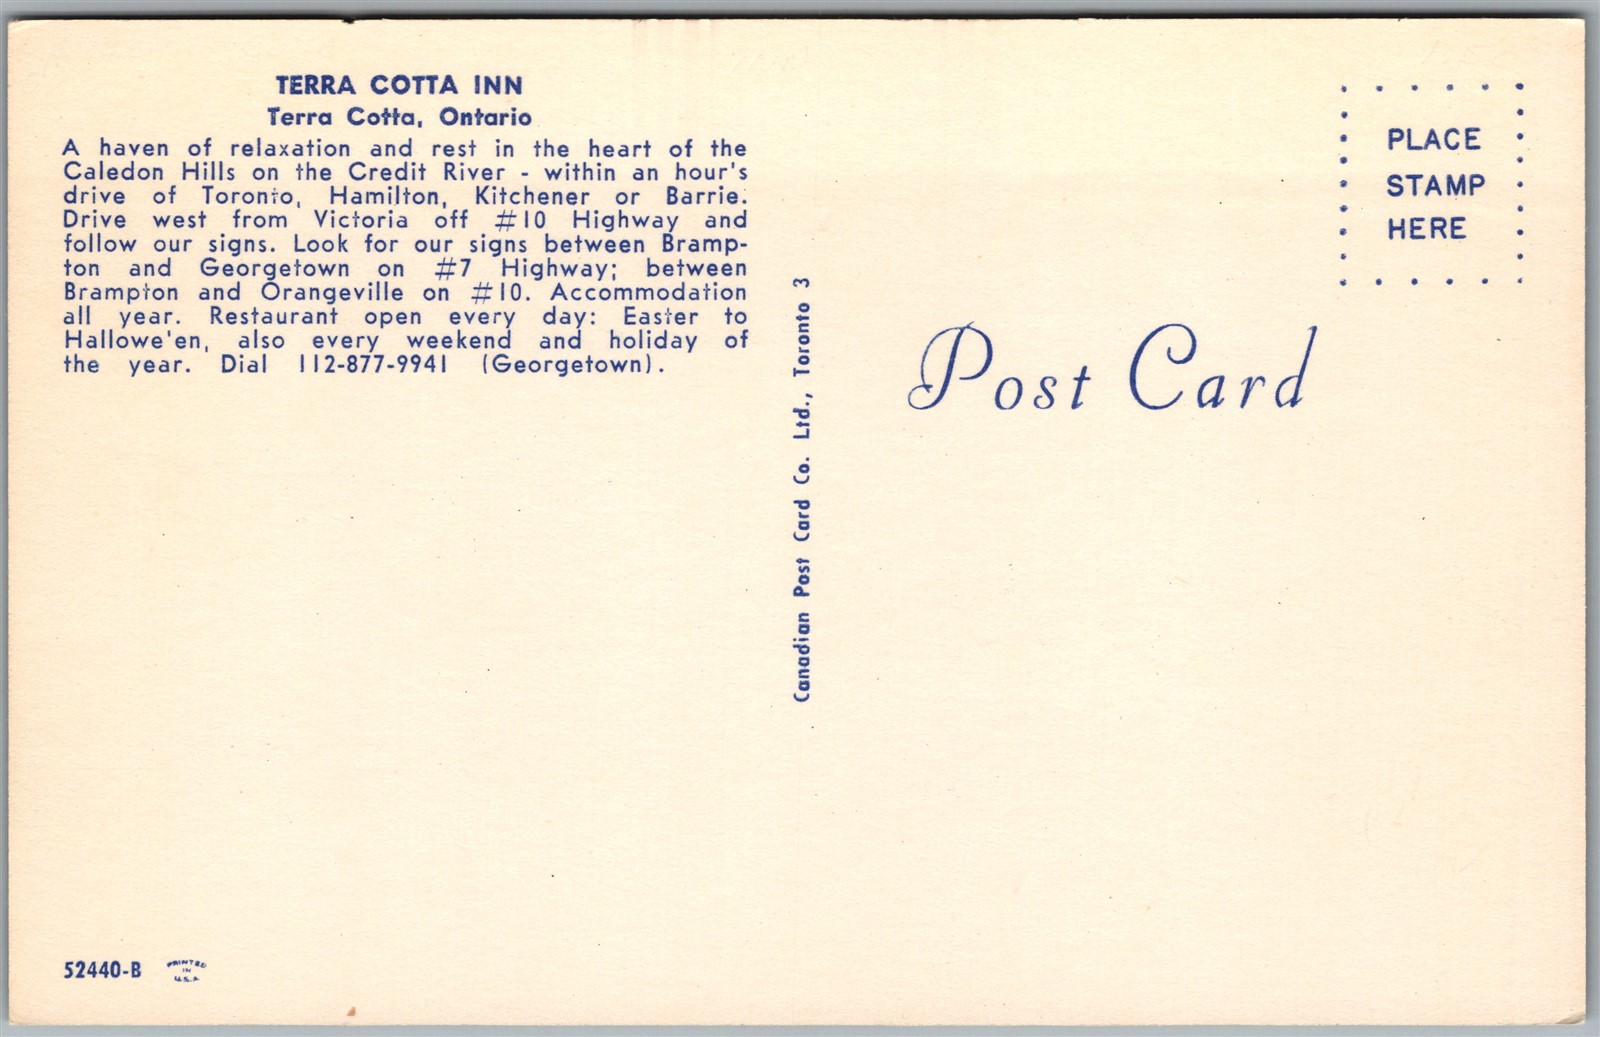 TERRA COTTA INN
Terra Cotta, Ontario
A haven of relaxation and rest in the heart of the
Caledon Hills on the Credit River - within an hour's
drive of Toronto, Hamilton, Kitchener or Barrie.
Drive west from Victoria off #10 Highway and
follow our signs. Look for our signs between Bramp-
ton and Georgetown on #7 Highway; between
Brampton and Orangeville on #10. Accommodation
all year. Restaurant open every day: Easter to
Hallowe'en, also every weekend and holiday of
the year. Dial 112-877-9941 (Georgetown).
52440-B
PRINTED
IN
U.S.A
Canadian Post Card Co. Ltd., Toronto 3
Post Card
PLACE
STAMP
HERE